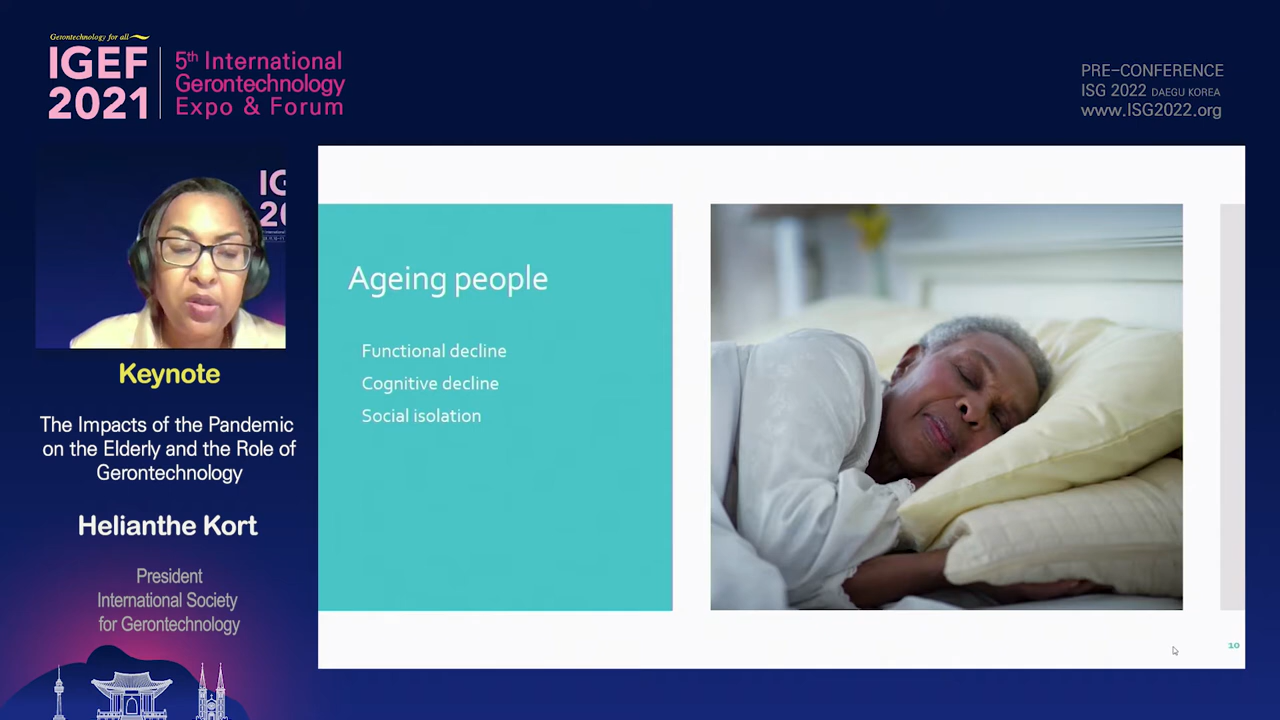 Gerontechnology for all
IGEF
2021
5th International
Gerontechnology
Expo & Forum
PRE-CONFERENCE
ISG 2022 DAEGU KOREA
www.ISG2022.org
Keynote
The Impacts of the Pandemic
on the Elderly and the Role of
Gerontechnology
Helianthe Kort
President
International Society
for Gerontechnology
Ageing people
Functional decline
Cognitive decline
Social isolation
10